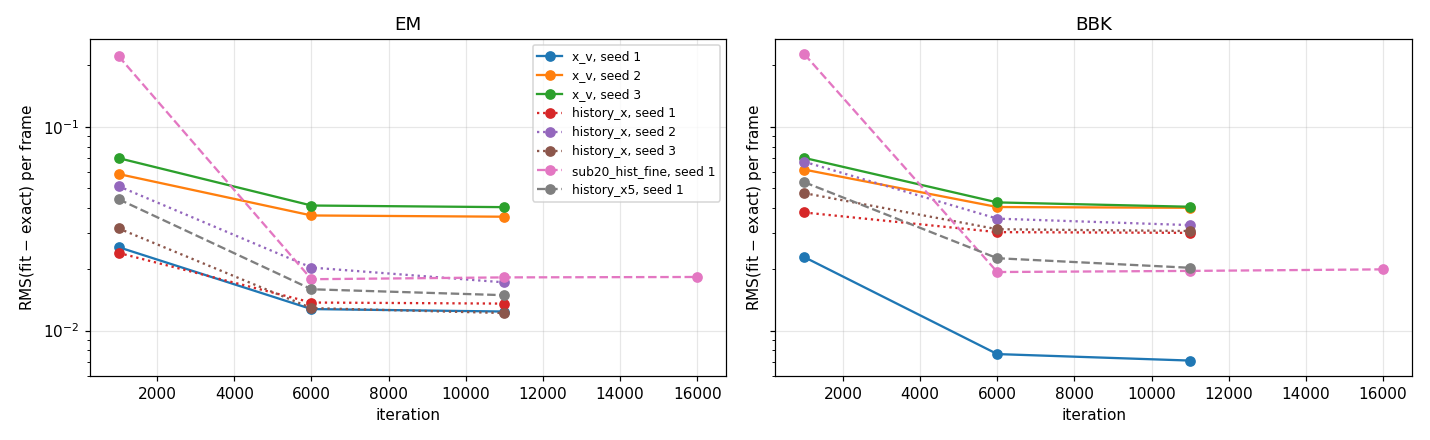 EM
RMS(fit − exact) per frame
10⁻¹
10⁻²
2000 4000 6000 8000 10000 12000 14000 16000
iteration
x_v, seed 1
x_v, seed 2
x_v, seed 3
history_x, seed 1
history_x, seed 2
history_x, seed 3
sub20_hist_fine, seed 1
history_x5, seed 1
BBK
RMS(fit − exact) per frame
2000 4000 6000 8000 10000 12000 14000 16000
iteration